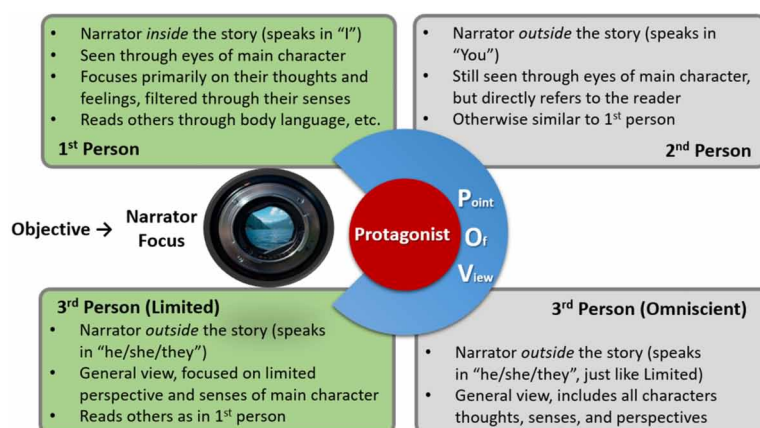 • Narrator inside the story (speaks in “I”)
• Seen through eyes of main character
• Focuses primarily on their thoughts and
feelings, filtered through their senses
• Reads others through body language, etc.
1st Person
• Narrator outside the story (speaks in
“You”)
• Still seen through eyes of main character,
but directly refers to the reader
• Otherwise similar to 1st person
2nd Person
Objective → Narrator
Focus
Protagonist
Point
Of
View
3rd Person (Limited)
• Narrator outside the story (speaks
in “he/she/they”)
• General view, focused on limited
perspective and senses of main character
• Reads others as in 1st person
3rd Person (Omniscient)
• Narrator outside the story (speaks
in “he/she/they”, just like Limited)
• General view, includes all characters
thoughts, senses, and perspectives